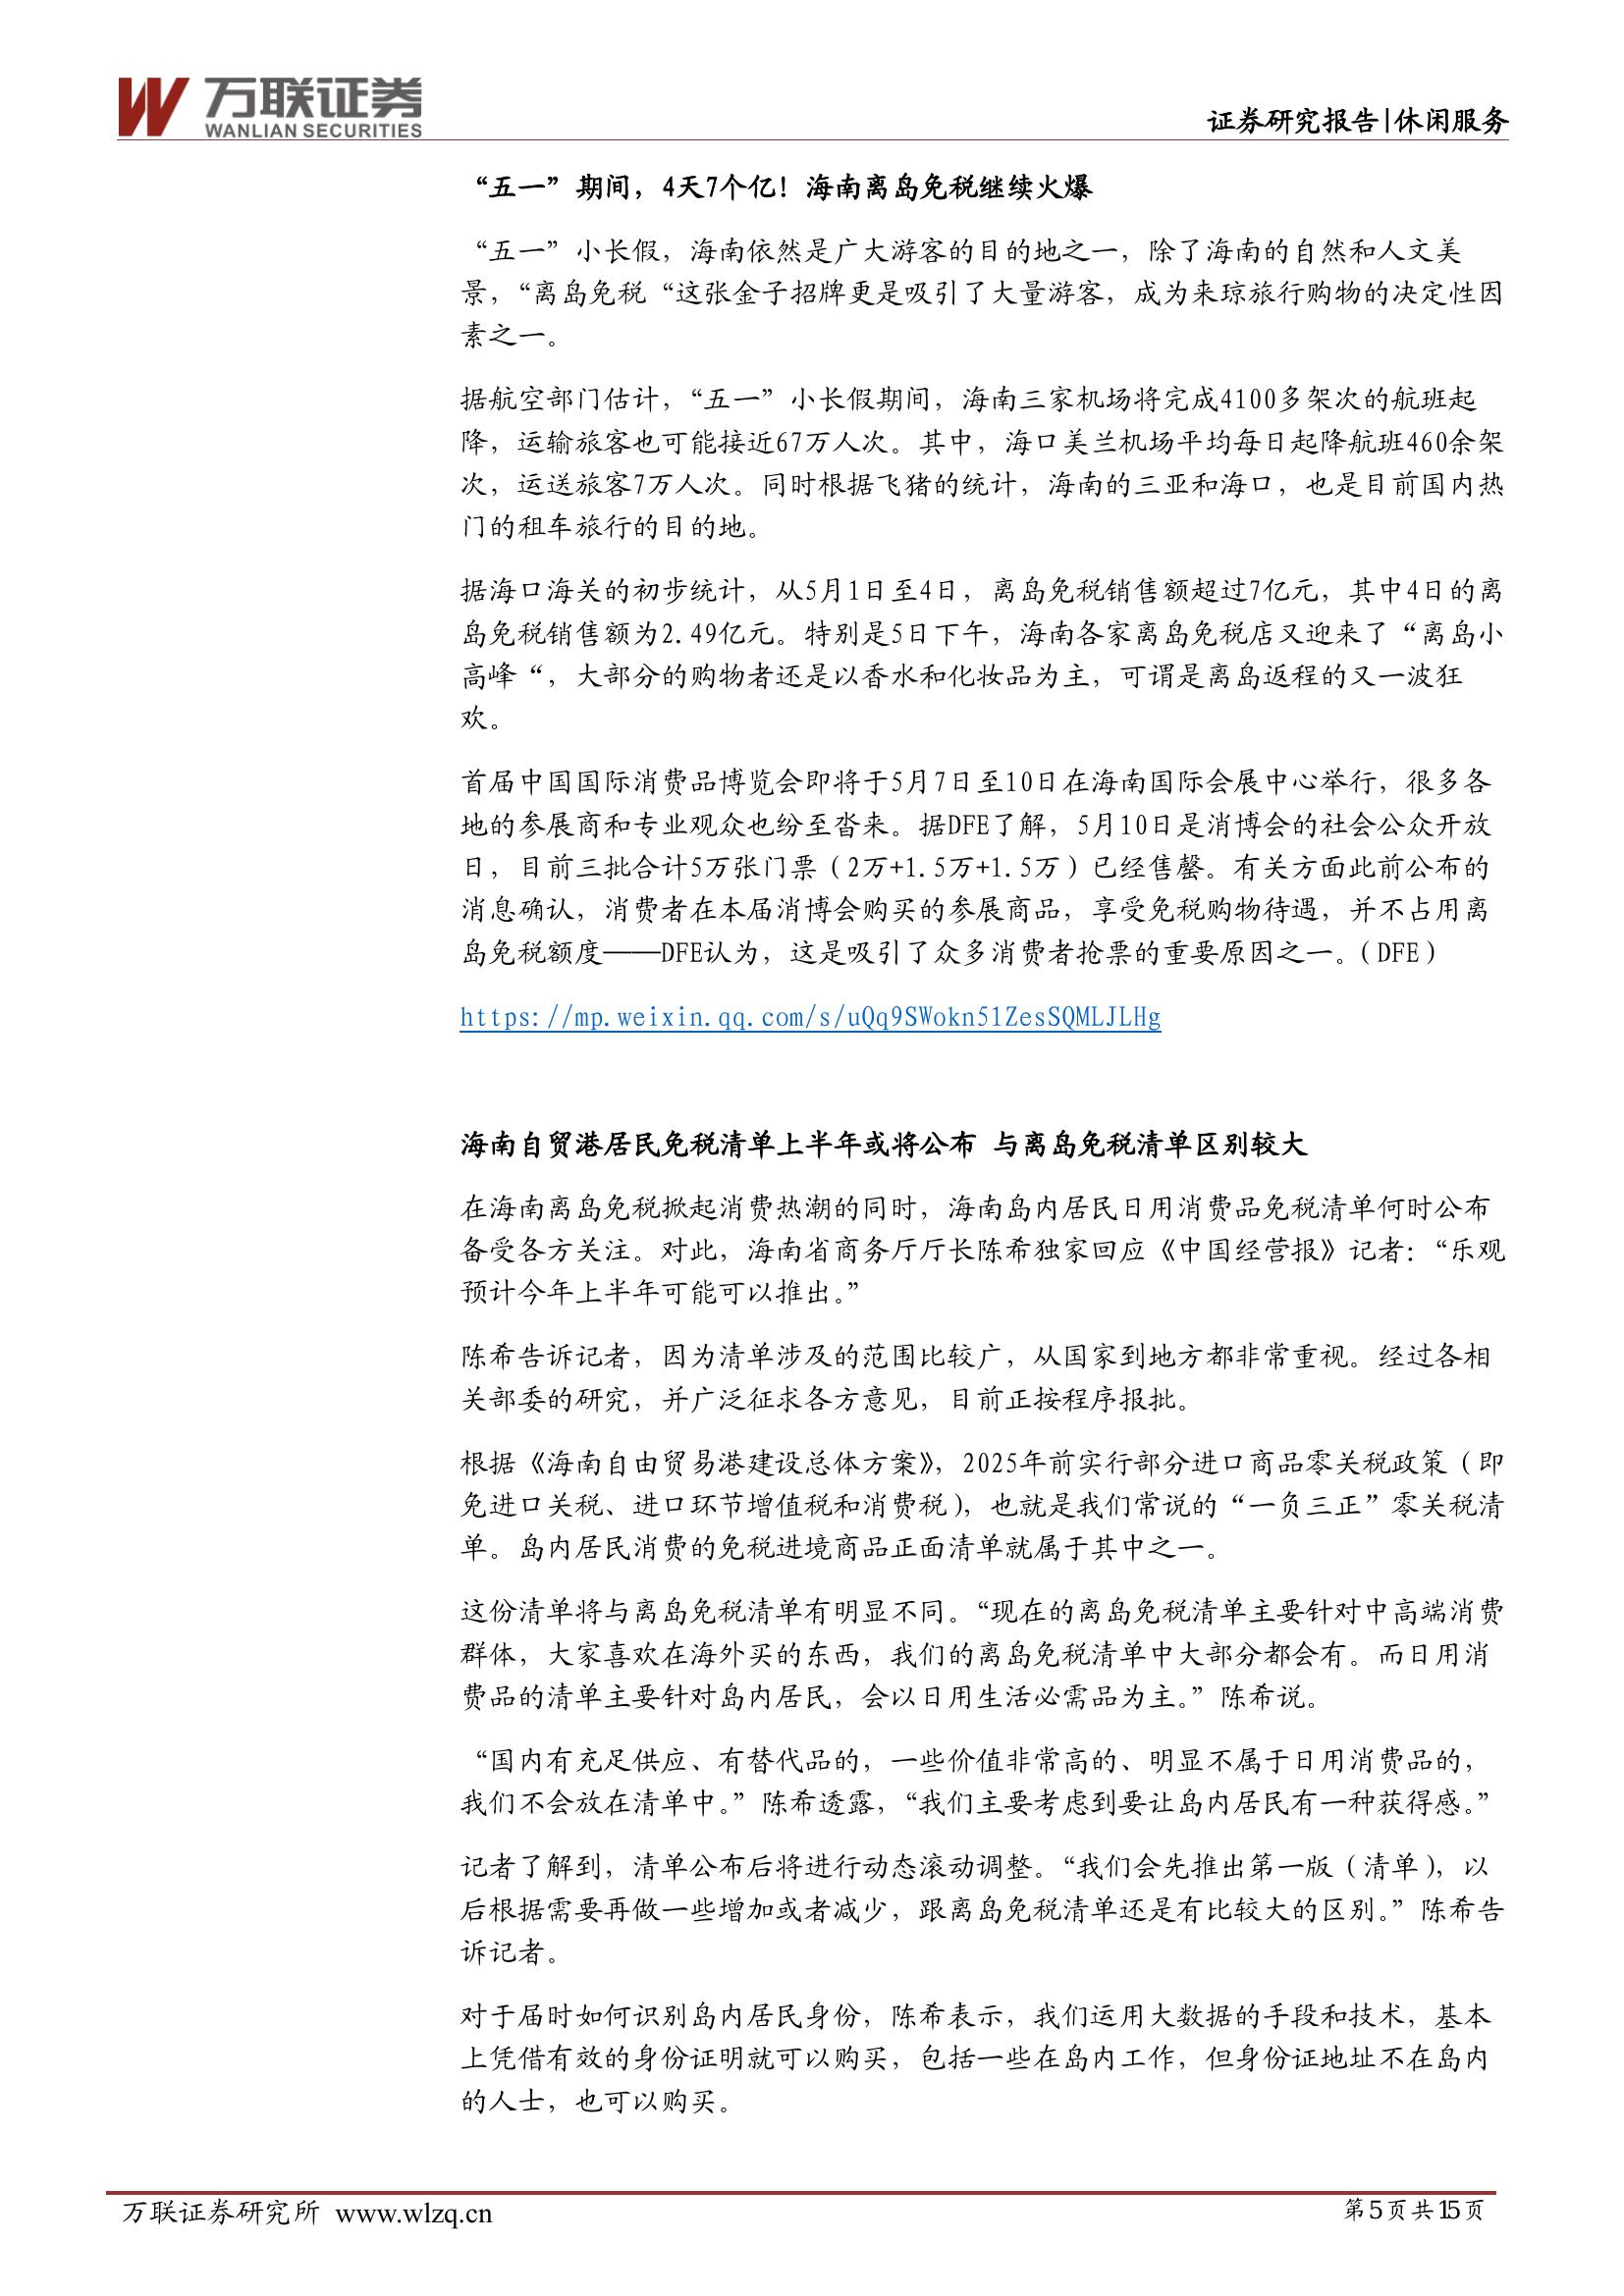 万联证券
WANLIAN SECURITIES
证券研究报告|休闲服务
“五一”期间，4天7个亿！海南离岛免税继续火爆
“五一”小长假，海南依然是广大游客的目的地之一，除了海南的自然和人文美
景，“离岛免税“这张金子招牌更是吸引了大量游客，成为来琼旅行购物的决定性因
素之一。
据航空部门估计，“五一”小长假期间，海南三家机场将完成4100多架次的航班起
降，运输旅客也可能接近67万人次。其中，海口美兰机场平均每日起降航班460余架
次，运送旅客7万人次。同时根据飞猪的统计，海南的三亚和海口，也是目前国内热
门的租车旅行的目的地。
据海口海关的初步统计，从5月1日至4日，离岛免税销售额超过7亿元，其中4日的离
岛免税销售额为2.49亿元。特别是5日下午，海南各家离岛免税店又迎来了“离岛小
高峰“，大部分的购物者还是以香水和化妆品为主，可谓是离岛返程的又一波狂
欢。
首届中国国际消费品博览会即将于5月7日至10日在海南国际会展中心举行，很多各
地的参展商和专业观众也纷至沓来。据DFE了解，5月10日是消博会的社会公众开放
日，目前三批合计5万张门票（2万+1.5万+1.5万）已经售罄。有关方面此前公布的
消息确认，消费者在本届消博会购买的参展商品，享受免税购物待遇，并不占用离
岛免税额度——DFE认为，这是吸引了众多消费者抢票的重要原因之一。（DFE）
https://mp.weixin.qq.com/s/uQq9SWokn51ZesSQMLJLHg
海南自贸港居民免税清单上半年或将公布 与离岛免税清单区别较大
在海南离岛免税掀起消费热潮的同时，海南岛内居民日用消费品免税清单何时公布
备受各方关注。对此，海南省商务厅厅长陈希独家回应《中国经营报》记者：“乐观
预计今年上半年可能可以推出。”
陈希告诉记者，因为清单涉及的范围比较广，从国家到地方都非常重视。经过各相
关部委的研究，并广泛征求各方意见，目前正按程序报批。
根据《海南自由贸易港建设总体方案》，2025年前实行部分进口商品零关税政策（即
免进口关税、进口环节增值税和消费税），也就是我们常说的“一负三正”零关税清
单。岛内居民消费的免税进境商品正面清单就属于其中之一。
这份清单将与离岛免税清单有明显不同。“现在的离岛免税清单主要针对中高端消费
群体，大家喜欢在海外买的东西，我们的离岛免税清单中大部分都会有。而日用消
费品的清单主要针对岛内居民，会以日用生活必需品为主。”陈希说。
“国内有充足供应、有替代品的，一些价值非常高的、明显不属于日用消费品的，
我们不会放在清单中。”陈希透露，“我们主要考虑到要让岛内居民有一种获得感。”
记者了解到，清单公布后将进行动态滚动调整。“我们会先推出第一版（清单），以
后根据需要再做一些增加或者减少，跟离岛免税清单还是有比较大的区别。”陈希告
诉记者。
对于届时如何识别岛内居民身份，陈希表示，我们运用大数据的手段和技术，基本
上凭借有效的身份证明就可以购买，包括一些在岛内工作，但身份证地址不在岛内
的人士，也可以购买。
万联证券研究所 www.wlzq.cn
第5页共15页